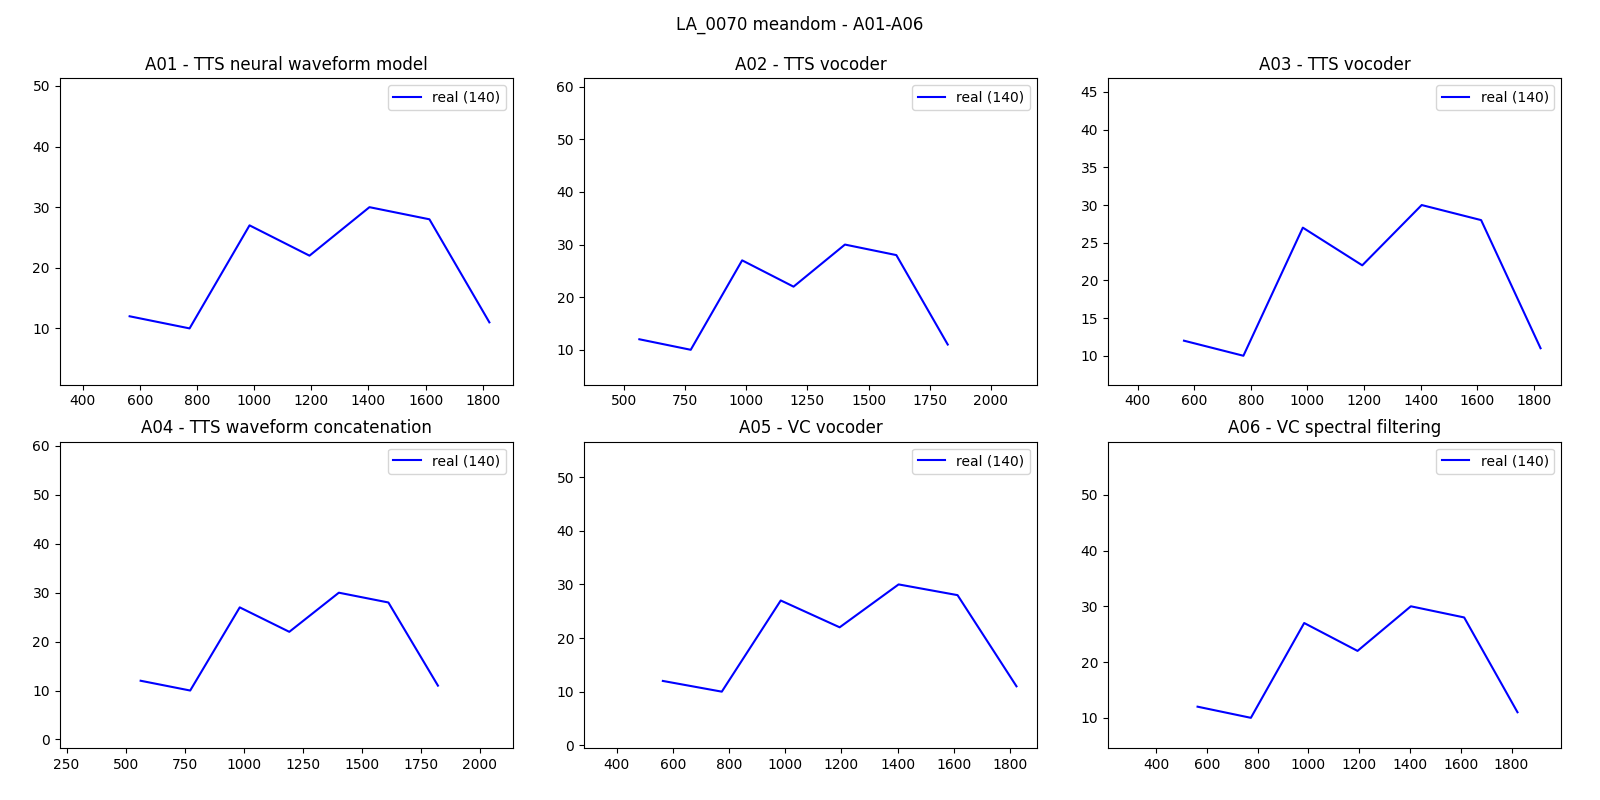 LA_0070 meandom - A01-A06
A01 - TTS neural waveform model
50
40
30
20
10
real (140)
400 600 800 1000 1200 1400 1600 1800
A02 - TTS vocoder
60
50
40
30
20
10
real (140)
500 750 1000 1250 1500 1750 2000
A03 - TTS vocoder
45
40
35
30
25
20
15
10
real (140)
400 600 800 1000 1200 1400 1600 1800
A04 - TTS waveform concatenation
60
50
40
30
20
10
0
real (140)
250 500 750 1000 1250 1500 1750 2000
A05 - VC vocoder
50
40
30
20
10
0
real (140)
400 600 800 1000 1200 1400 1600 1800
A06 - VC spectral filtering
50
40
30
20
10
real (140)
400 600 800 1000 1200 1400 1600 1800